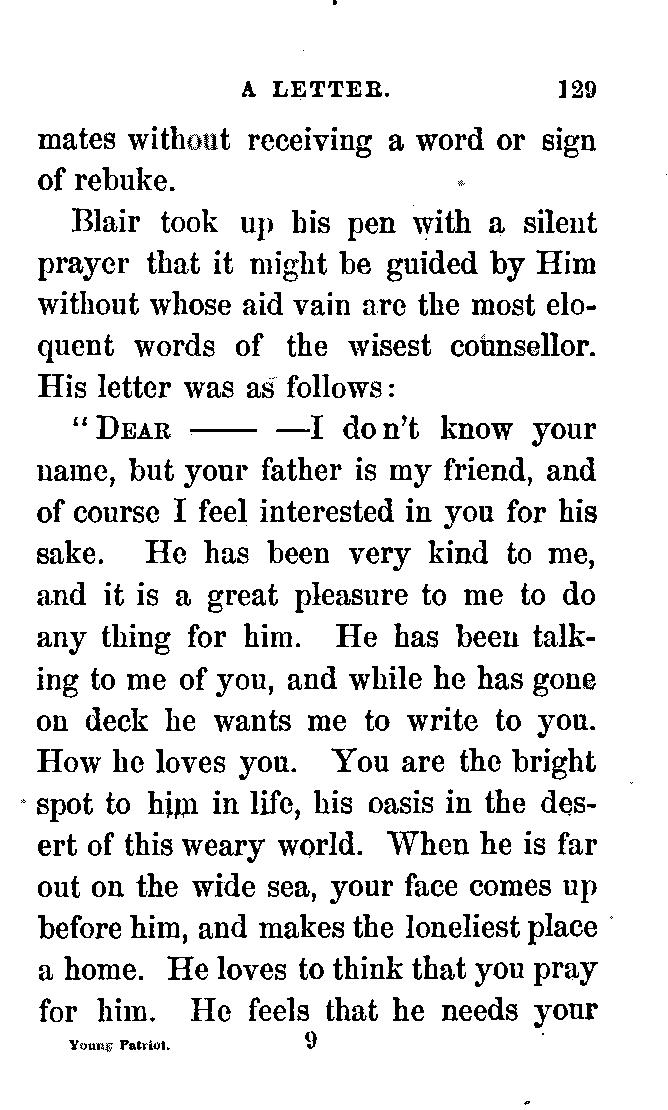 A LETTER. 129
mates without receiving a word or sign
of rebuke.
Blair took up his pen with a silent
prayer that it might be guided by Him
without whose aid vain are the most elo-
quent words of the wisest counsellor.
His letter was as follows:
"DEAR —— —I don't know your
name, but your father is my friend, and
of course I feel interested in you for his
sake. He has been very kind to me,
and it is a great pleasure to me to do
any thing for him. He has been talk-
ing to me of you, and while he has gone
on deck he wants me to write to you.
How he loves you. You are the bright
spot to him in life, his oasis in the des-
ert of this weary world. When he is far
out on the wide sea, your face comes up
before him, and makes the loneliest place
a home. He loves to think that you pray
for him. He feels that he needs your
Young Patriot. 9